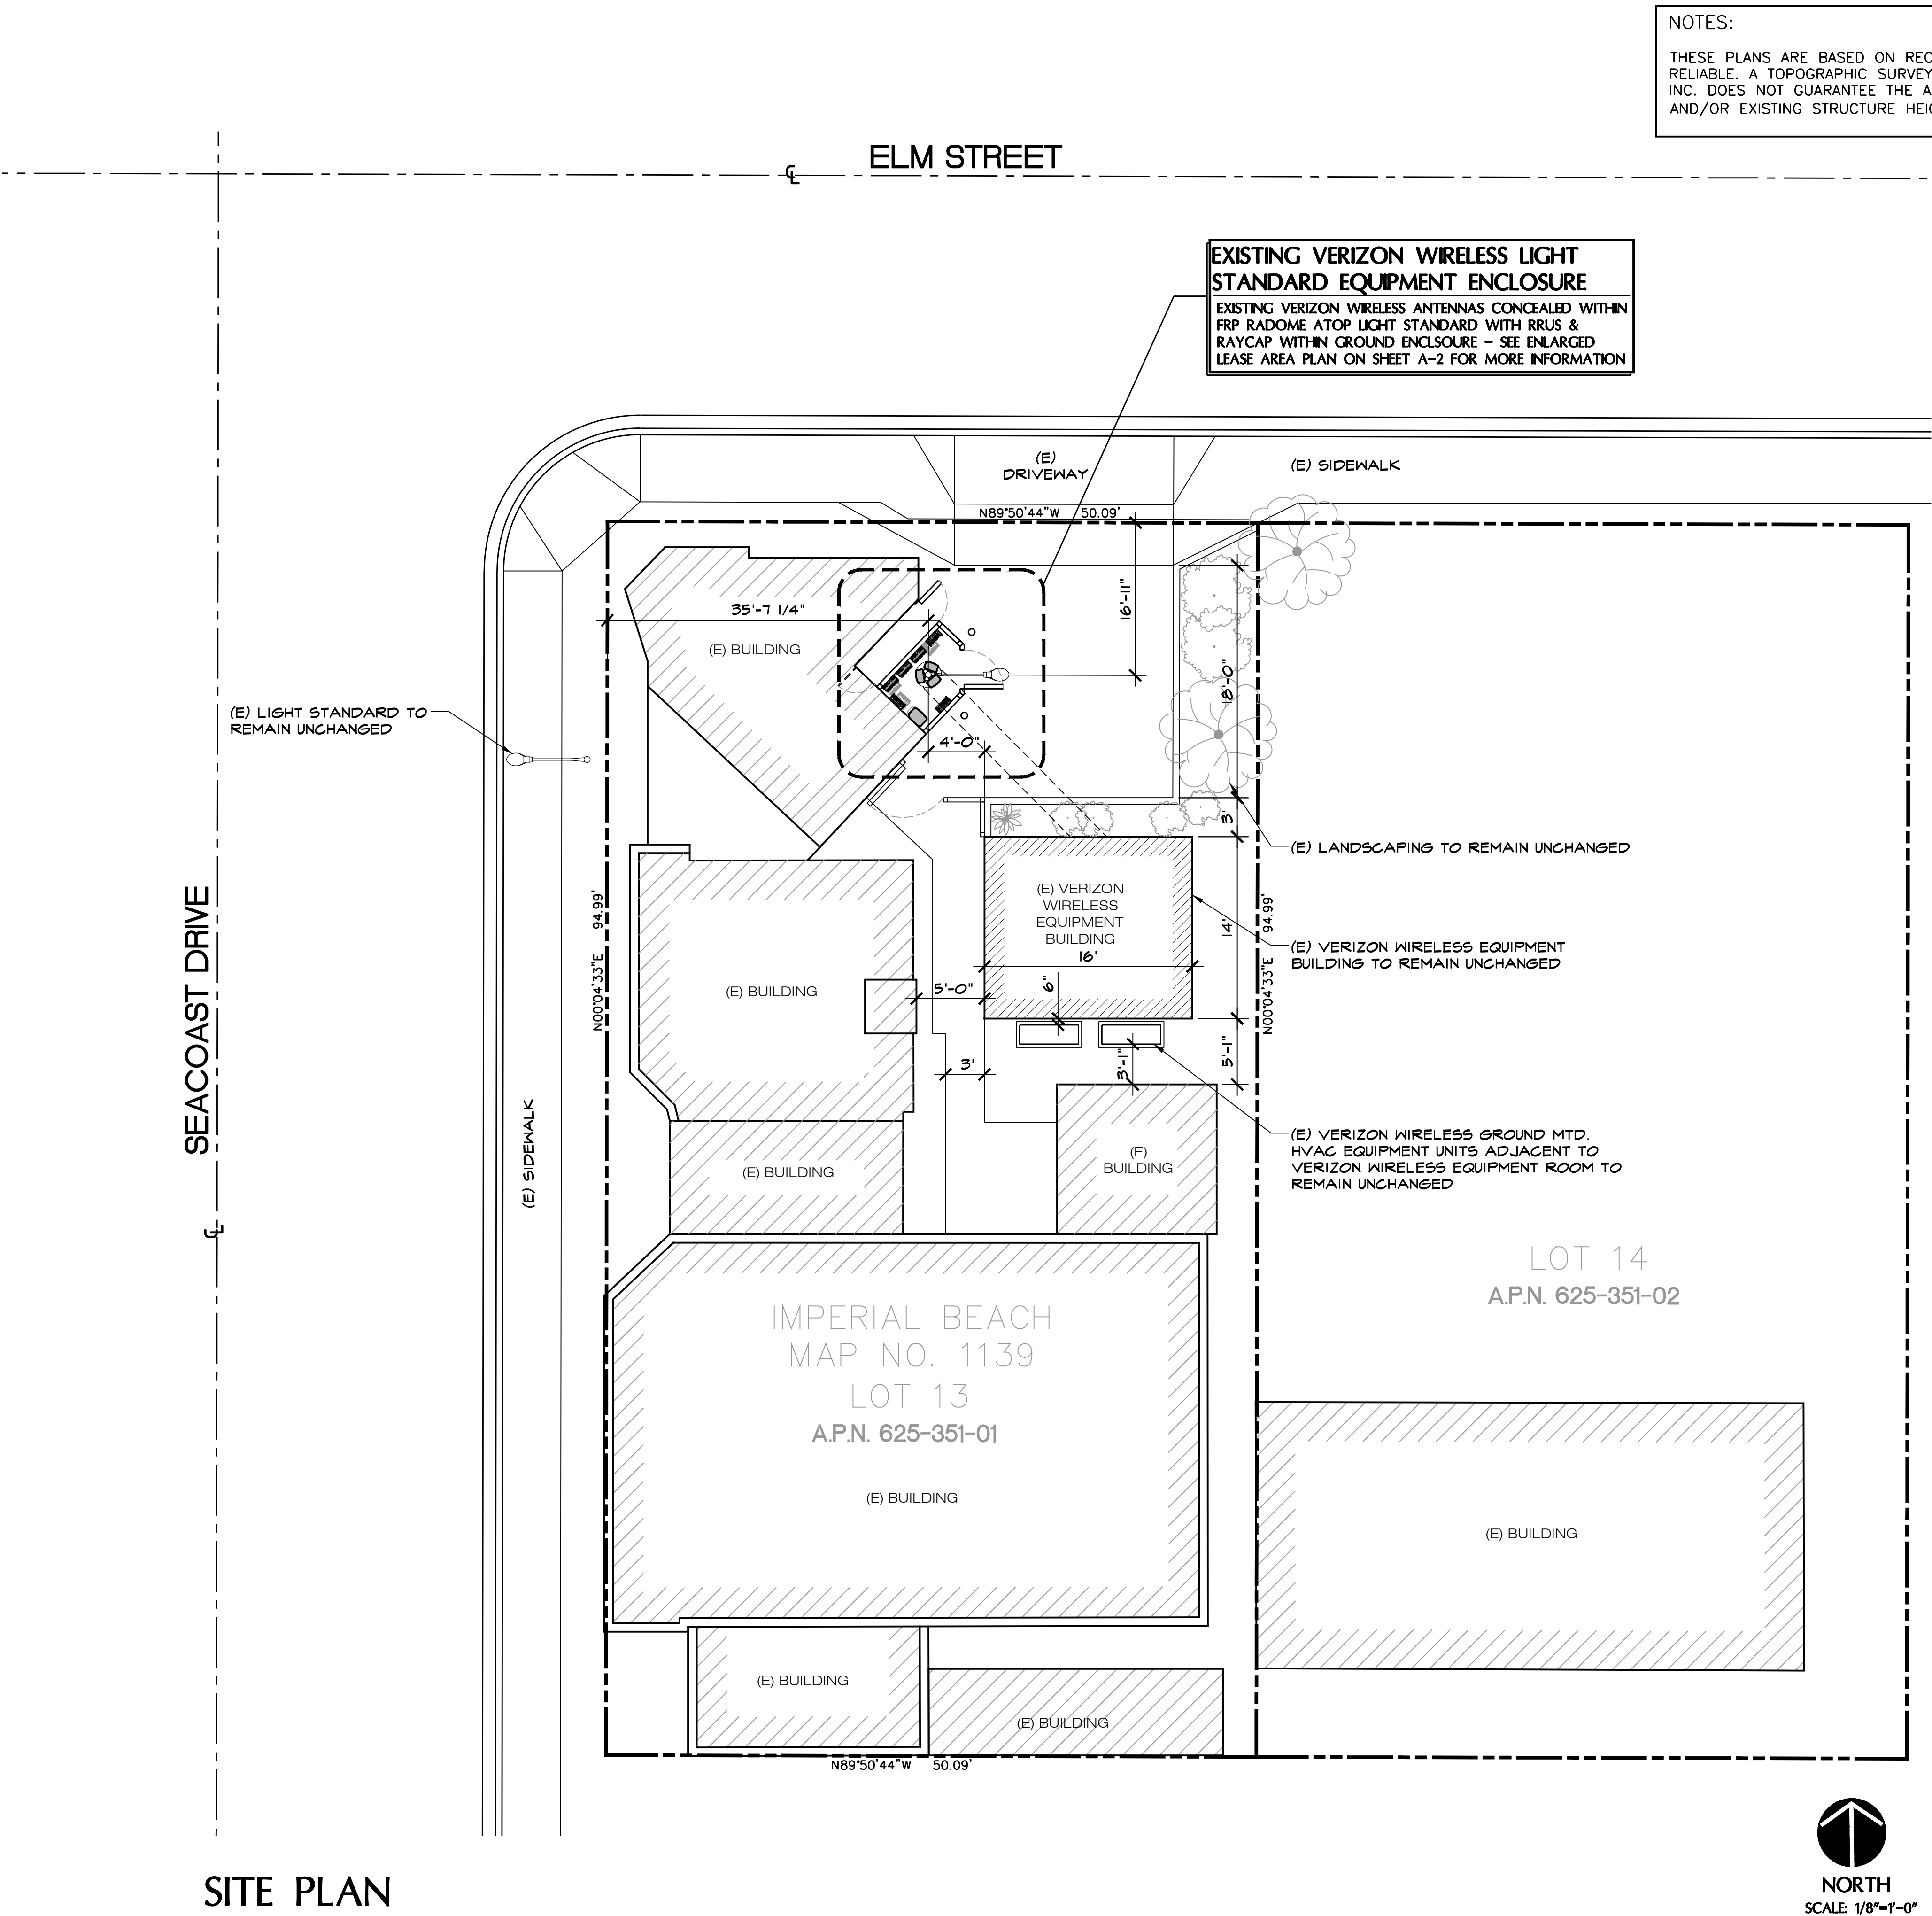 NOTES:
THESE PLANS ARE BASED ON REC
RELIABLE. A TOPOGRAPHIC SURVEY
INC. DOES NOT GUARANTEE THE A
AND/OR EXISTING STRUCTURE HEI
ELM STREET
EXISTING VERIZON WIRELESS LIGHT
STANDARD EQUIPMENT ENCLOSURE
EXISTING VERIZON WIRELESS ANTENNAS CONCEALED WITHIN
FRP RADOME ATOP LIGHT STANDARD WITH RRUS &
RAYCAP WITHIN GROUND ENCLSOURE – SEE ENLARGED
LEASE AREA PLAN ON SHEET A–2 FOR MORE INFORMATION
(E)
DRIVEWAY
(E) SIDEWALK
N89°50'44"W 50.09'
16'-11"
35'-7 1/4"
(E) BUILDING
18'-0"
(E) LIGHT STANDARD TO
REMAIN UNCHANGED
4'-0"
3'
(E) LANDSCAPING TO REMAIN UNCHANGED
SEACOAST DRIVE
N00°04'33"E 94.99'
(E) VERIZON
WIRELESS
EQUIPMENT
BUILDING
16'
14'
N00°04'33"E 94.99'
(E) VERIZON WIRELESS EQUIPMENT
BUILDING TO REMAIN UNCHANGED
(E) BUILDING
5'-0"
6"
3'
3'-1"
5'-1"
(E) SIDEWALK
(E) VERIZON WIRELESS GROUND MTD.
HVAC EQUIPMENT UNITS ADJACENT TO
VERIZON WIRELESS EQUIPMENT ROOM TO
REMAIN UNCHANGED
(E) BUILDING
(E)
BUILDING
LOT 14
A.P.N. 625-351-02
IMPERIAL BEACH
MAP NO. 1139
LOT 13
A.P.N. 625-351-01
(E) BUILDING
(E) BUILDING
(E) BUILDING
(E) BUILDING
N89°50'44"W 50.09'
SITE PLAN
NORTH
SCALE: 1/8"=1'-0"